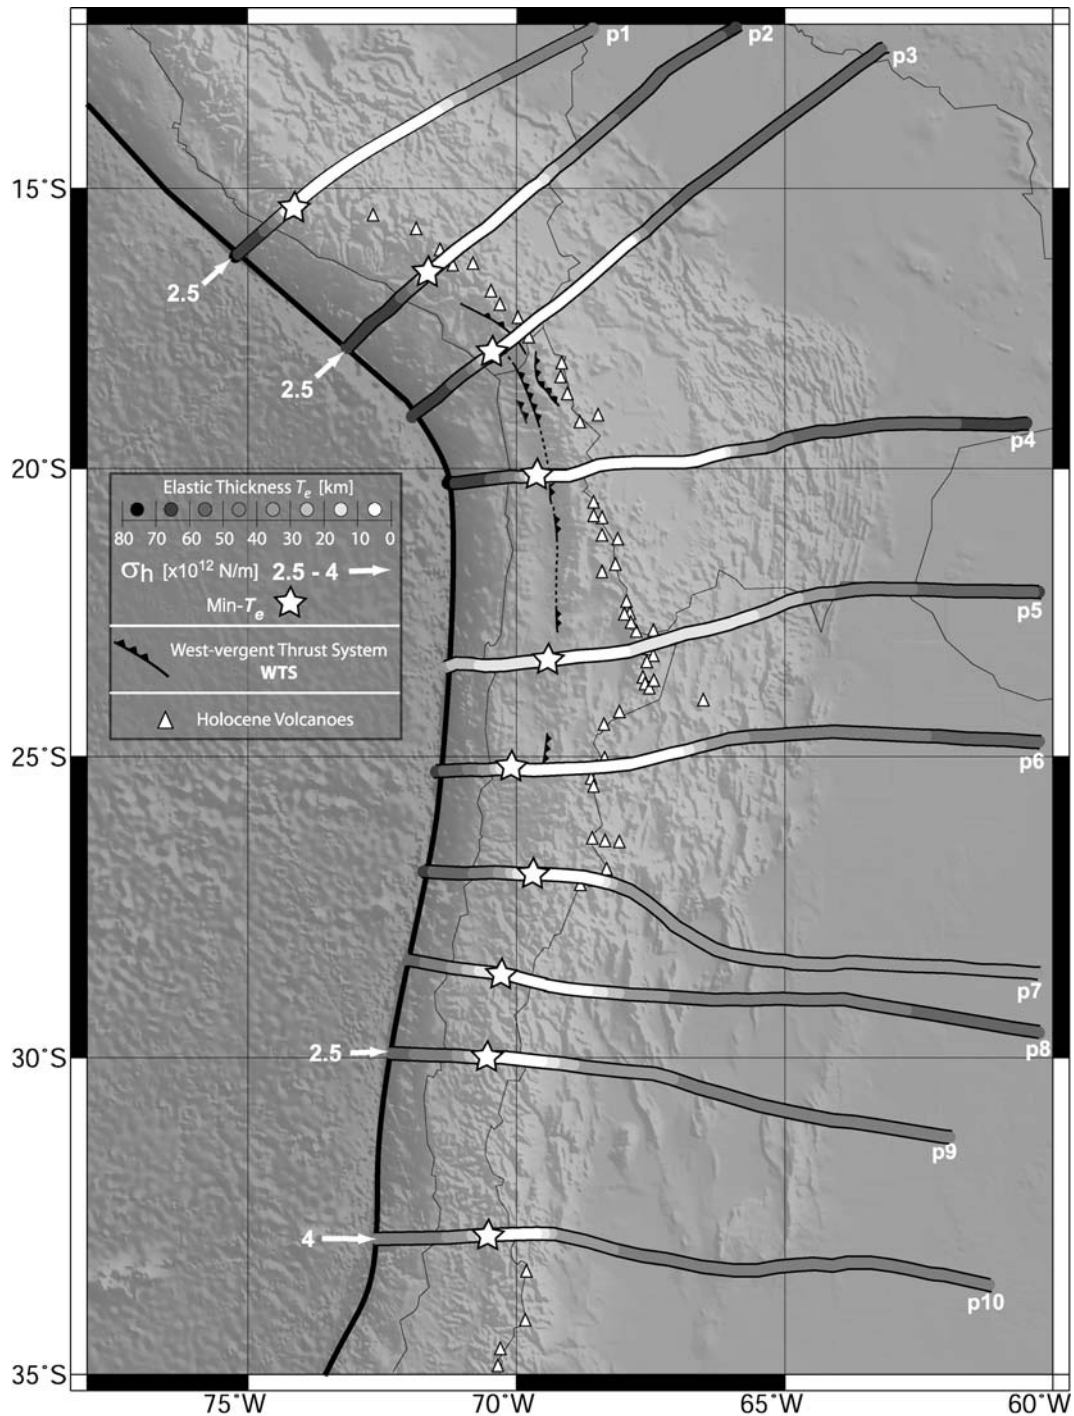 p1
p2
p3
15°S
2.5
2.5
p4
20°S
Elastic Thickness Te [km]
80 70 60 50 40 30 20 10 0
σh [x10¹² N/m] 2.5 - 4
Min-Te
West-vergent Thrust System
WTS
Holocene Volcanoes
p5
25°S
p6
p7
2.5
p8
30°S
p9
4
p10
35°S
75°W 70°W 65°W 60°W